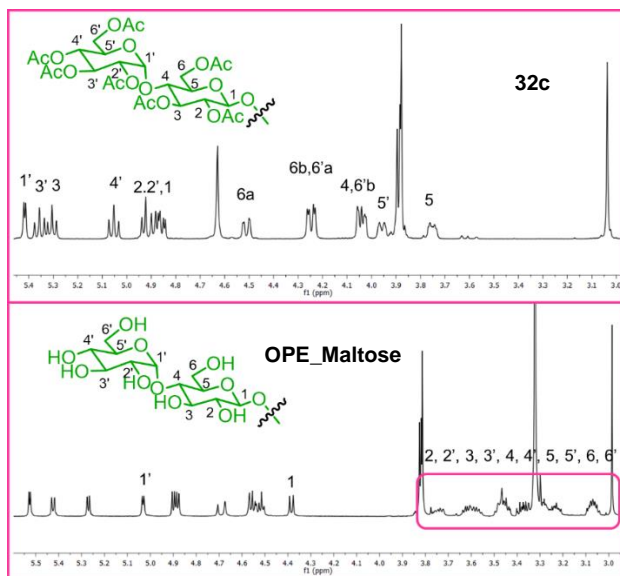 6' OAc
4'
AcO 5' 1' 6
AcO OAc
AcO 2' 4 5
3' AcO O 1
AcO O
3 2 OAc
32c
1' 3' 3 4' 2.2',1 6a 6b,6'a 4,6'b 5' 5
5.4 5.3 5.2 5.1 5.0 4.9 4.8 4.7 4.6 4.5 4.4 4.3 4.2 4.1 4.0 3.9 3.8 3.7 3.6 3.5 3.4 3.3 3.2 3.1 3.0
f1 (ppm)
6' OH
4'
HO 5' O 1' 6
HO OH
3' HO 2' 4 5
O O 1
HO O
3 2 OH
OPE_Maltose
1' 1 2, 2', 3, 3', 4, 4', 5, 5', 6, 6'
5.5 5.4 5.3 5.2 5.1 5.0 4.9 4.8 4.7 4.6 4.5 4.4 4.3 4.2 4.1 4.0 3.9 3.8 3.7 3.6 3.5 3.4 3.3 3.2 3.1 3.0
f1 (ppm)